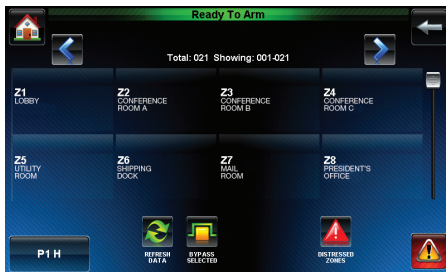 Ready To Arm
Total: 021 Showing: 001-021
Z1
LOBBY
Z2
CONFERENCE
ROOM A
Z3
CONFERENCE
ROOM B
Z4
CONFERENCE
ROOM C
Z5
UTILITY
ROOM
Z6
SHIPPING
DOCK
Z7
MAIL
ROOM
Z8
PRESIDENT'S
OFFICE
P1 H
REFRESH
DATA
BYPASS
SELECTED
DISTRESSED
ZONES